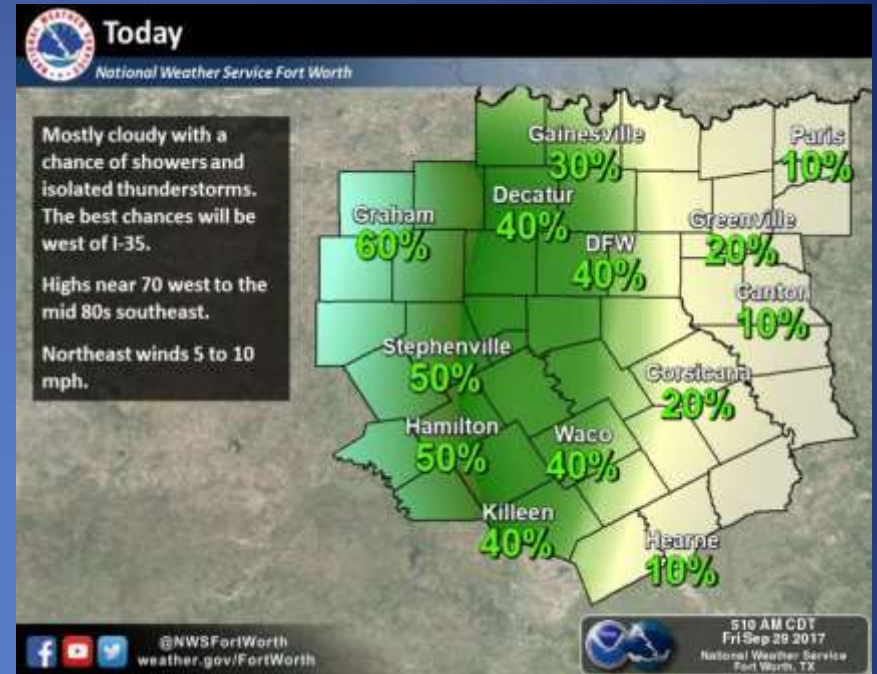 Today
National Weather Service Fort Worth
Mostly cloudy with a
chance of showers and
isolated thunderstorms.
The best chances will be
west of I-35.
Highs near 70 west to the
mid 80s southeast.
Northeast winds 5 to 10
mph.
Gainesville
30%
Paris
10%
Decatur
40%
Graham
60%
Greenville
20%
DFW
40%
Canton
10%
Stephenville
50%
Corsicana
20%
Hamilton
50%
Waco
40%
Killeen
40%
Hearne
10%
@NWSFortWorth
weather.gov/FortWorth
510 AM CDT
Fri Sep 29 2017
National Weather Service
Fort Worth, TX